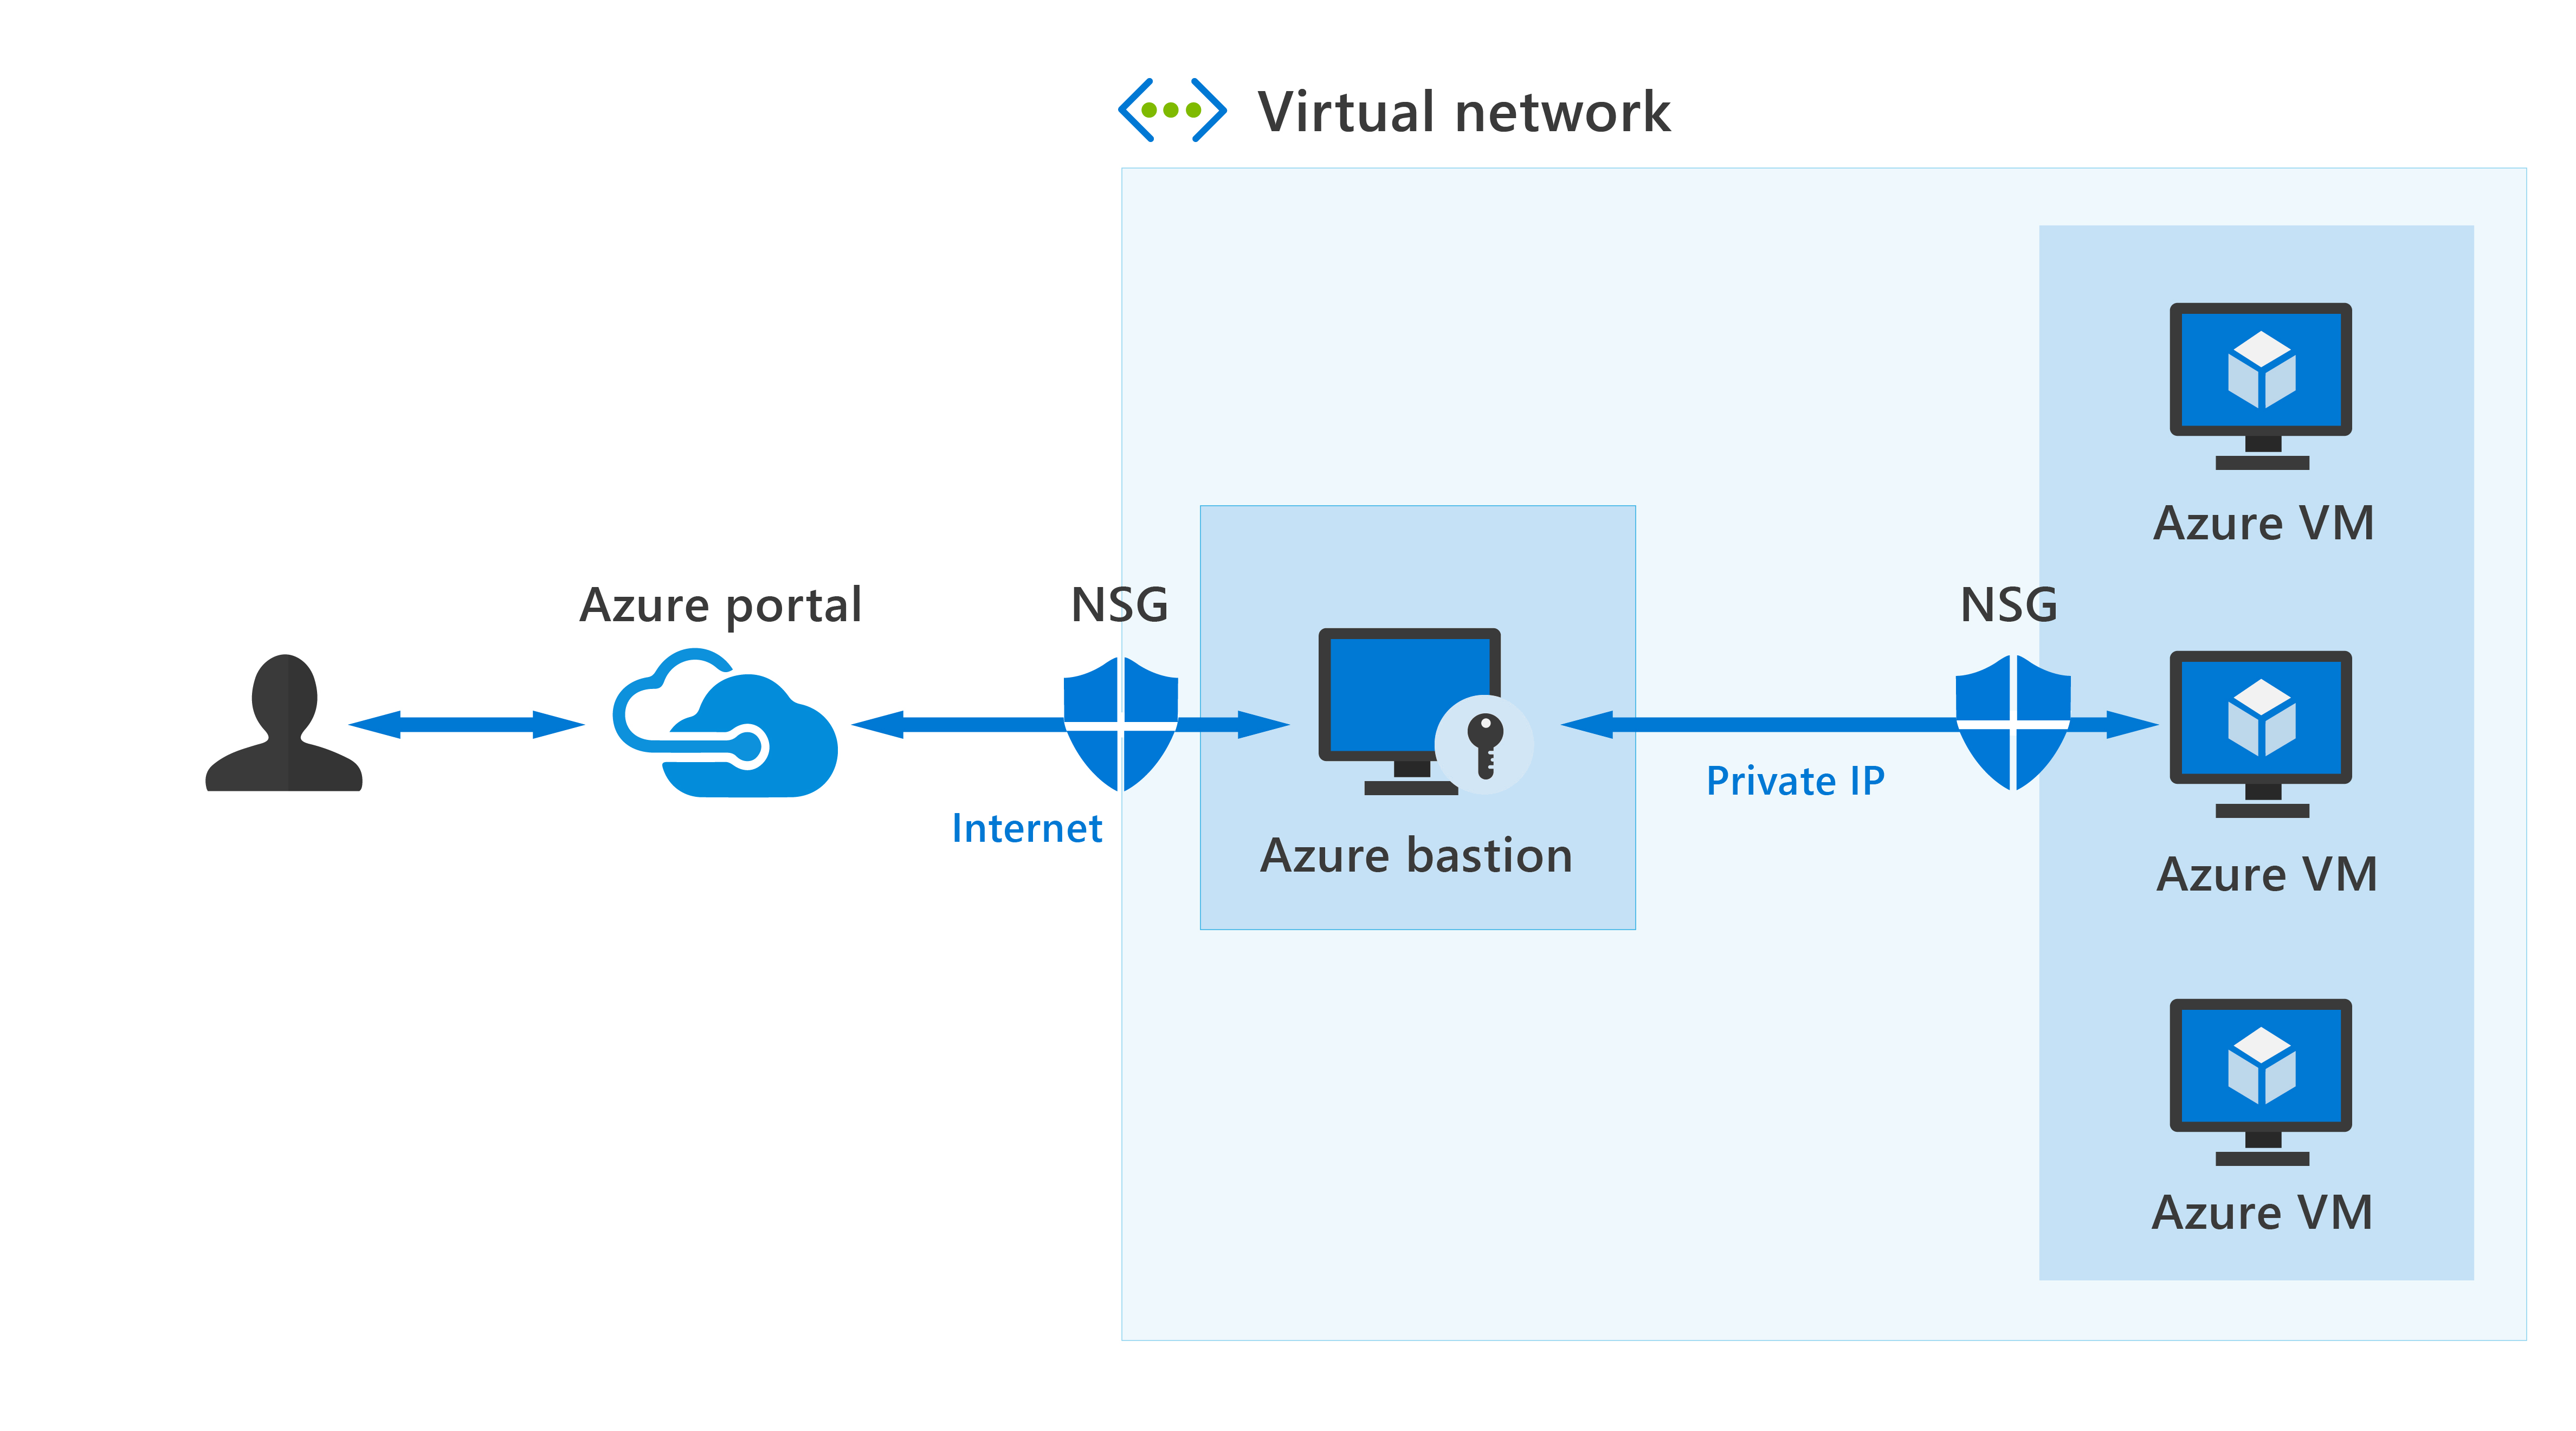 Virtual network
Azure portal
NSG
Internet
Azure bastion
Private IP
NSG
Azure VM
Azure VM
Azure VM